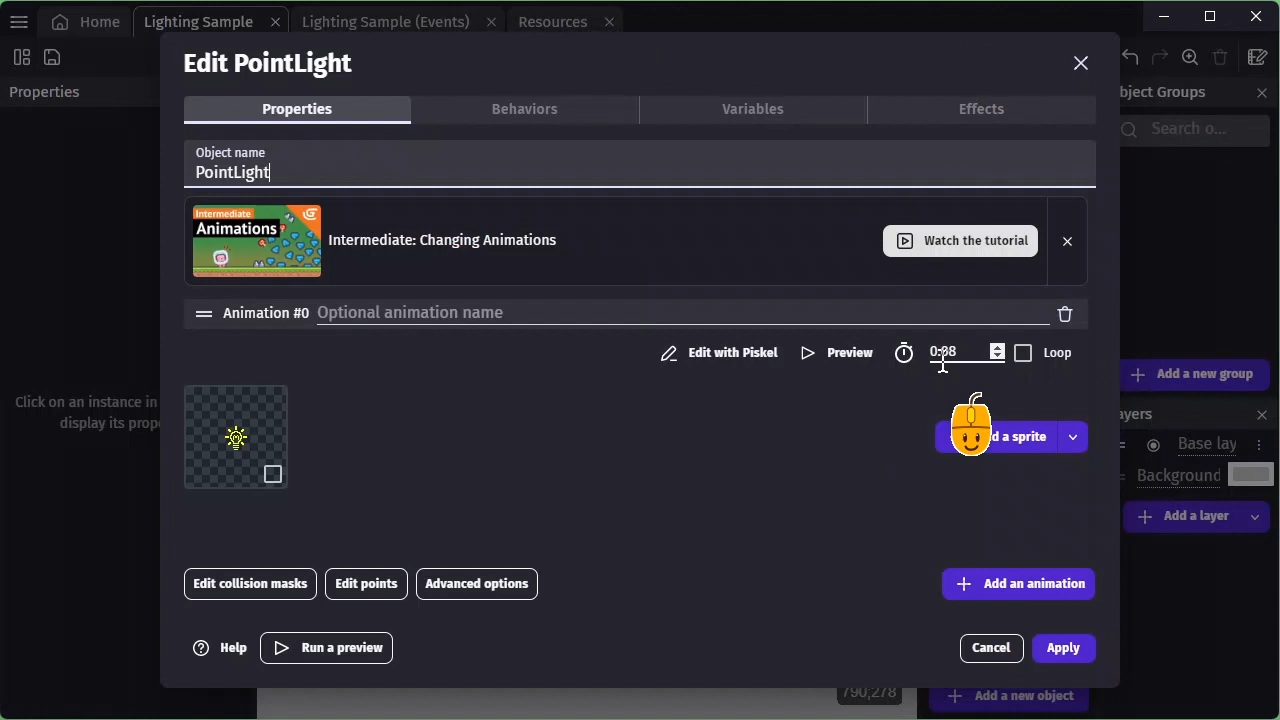 Home
Lighting Sample
Lighting Sample (Events)
Resources
Properties
Edit PointLight
Properties
Behaviors
Variables
Effects
Object name
PointLight
Intermediate
Animations
Intermediate: Changing Animations
Watch the tutorial
Animation #0
Optional animation name
Edit with Piskel
Preview
Loop
a sprite
Edit collision masks
Edit points
Advanced options
Add an animation
Help
Run a preview
Cancel
Apply
Click on an instance in
display its prope
bject Groups
Search o...
Add a new group
ayers
Base lay
Background
Add a layer
790,278
Add a new object